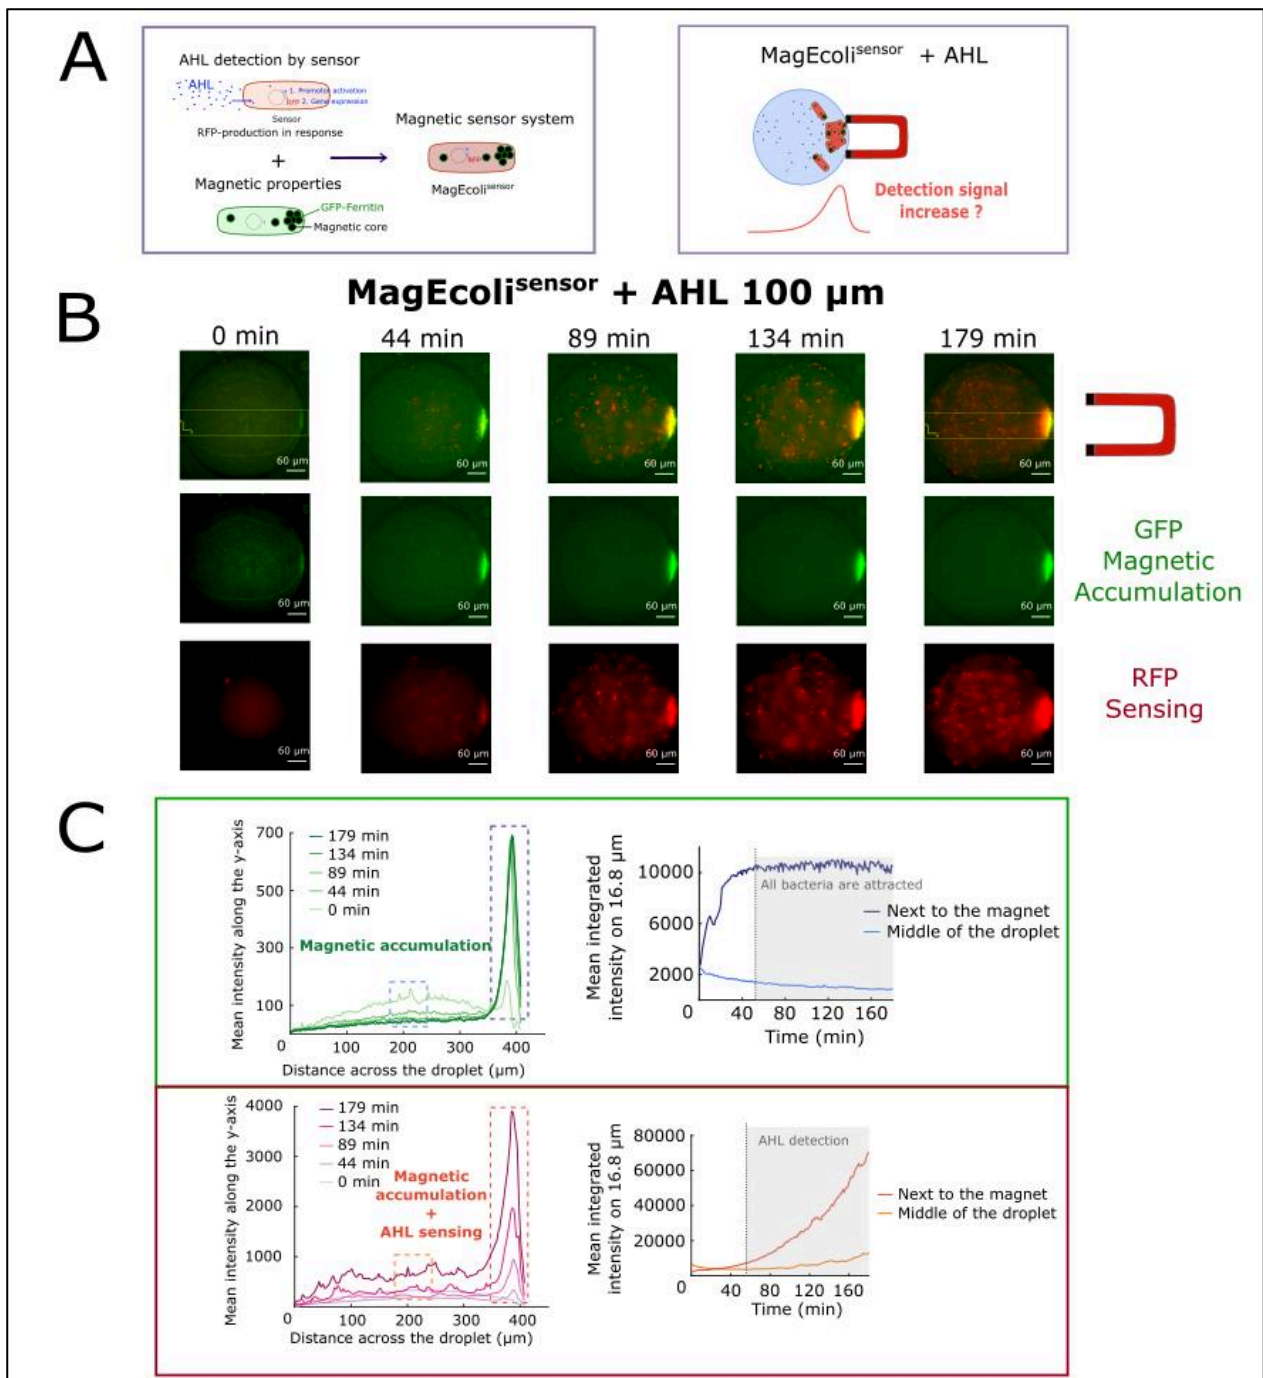 A
AHL detection by sensor
AHL
1. Promoter activation
RFP 2. Gene expression
Sensor
RFP-production in response
+
Magnetic properties
GFP-Ferritin
Magnetic core
Magnetic sensor system
RFP
MagEcoliˢᵉⁿˢᵒʳ
MagEcoliˢᵉⁿˢᵒʳ + AHL
Detection signal
increase ?
B
MagEcoliˢᵉⁿˢᵒʳ + AHL 100 µm
0 min 44 min 89 min 134 min 179 min
60 µm 60 µm 60 µm 60 µm 60 µm
60 µm 60 µm 60 µm 60 µm 60 µm
GFP
Magnetic
Accumulation
60 µm 60 µm 60 µm 60 µm 60 µm
RFP
Sensing
C
Mean intensity along the y-axis
700
500
300
100
0 100 200 300 400
Distance across the droplet (µm)
179 min
134 min
89 min
44 min
0 min
Magnetic accumulation
Mean integrated
intensity on 16.8 µm
10000
6000
2000
0 40 80 120 160
Time (min)
All bacteria are attracted
Next to the magnet
Middle of the droplet
Mean intensity along the y-axis
4000
3000
2000
1000
0 100 200 300 400
Distance across the droplet (µm)
179 min
134 min
89 min
44 min
0 min
Magnetic
accumulation
+
AHL sensing
Mean integrated
intensity on 16.8 µm
80000
60000
40000
20000
0 40 80 120 160
Time (min)
AHL detection
Next to the magnet
Middle of the droplet